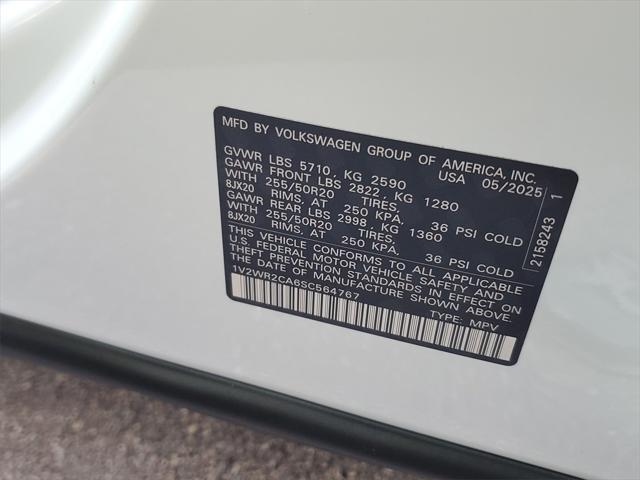 MFD BY VOLKSWAGEN GROUP OF AMERICA, INC.
USA 05/2025
GVWR LBS 5710, KG 2590
GAWR FRONT LBS 2822, KG 1280
WITH 255/50R20 TIRES,
8JX20 RIMS, AT 250 KPA, 36 PSI COLD
GAWR REAR LBS 2998, KG 1360
WITH 255/50R20 TIRES,
8JX20 RIMS, AT 250 KPA, 36 PSI COLD
THIS VEHICLE CONFORMS TO ALL APPLICABLE
U.S. FEDERAL MOTOR VEHICLE SAFETY AND
THEFT PREVENTION STANDARDS IN EFFECT ON
THE DATE OF MANUFACTURE SHOWN ABOVE.
1V2WR2CA6SC564767
TYPE: MPV
2158243 1